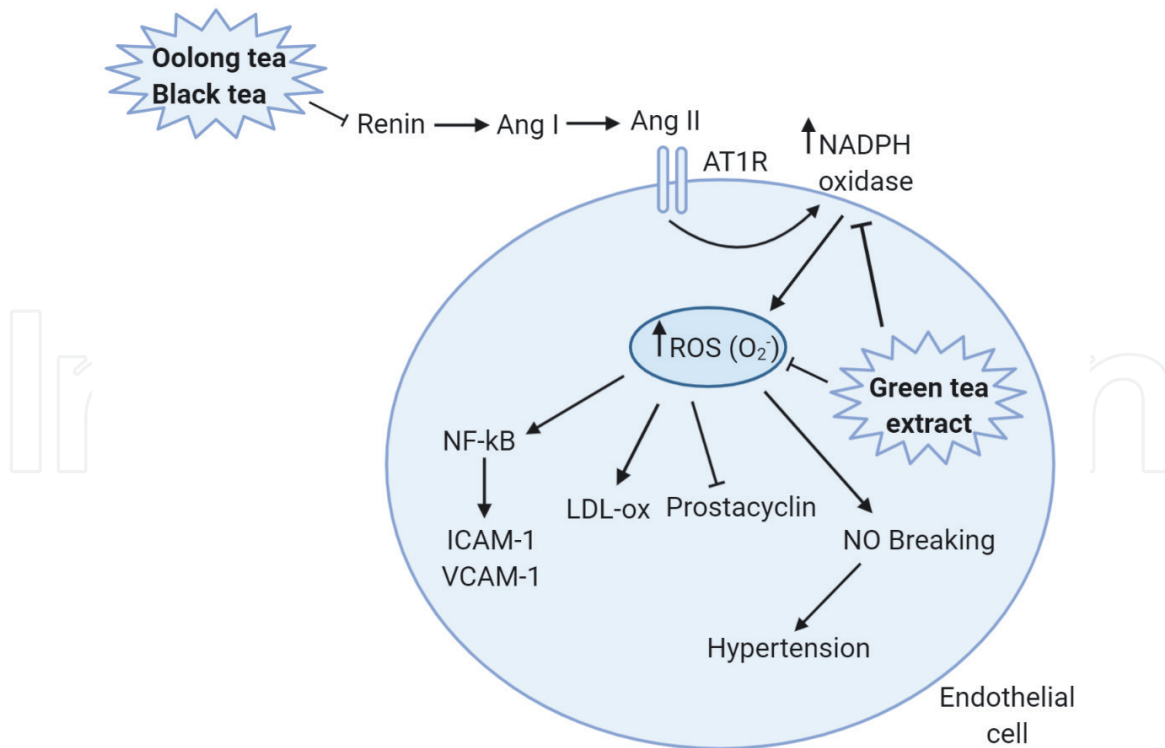 Oolong tea
Black tea
Renin
Ang I
Ang II
AT1R
NADPH
oxidase
ROS (O₂⁻)
Green tea
extract
NF-kB
LDL-ox
Prostacyclin
ICAM-1
VCAM-1
NO Breaking
Hypertension
Endothelial
cell